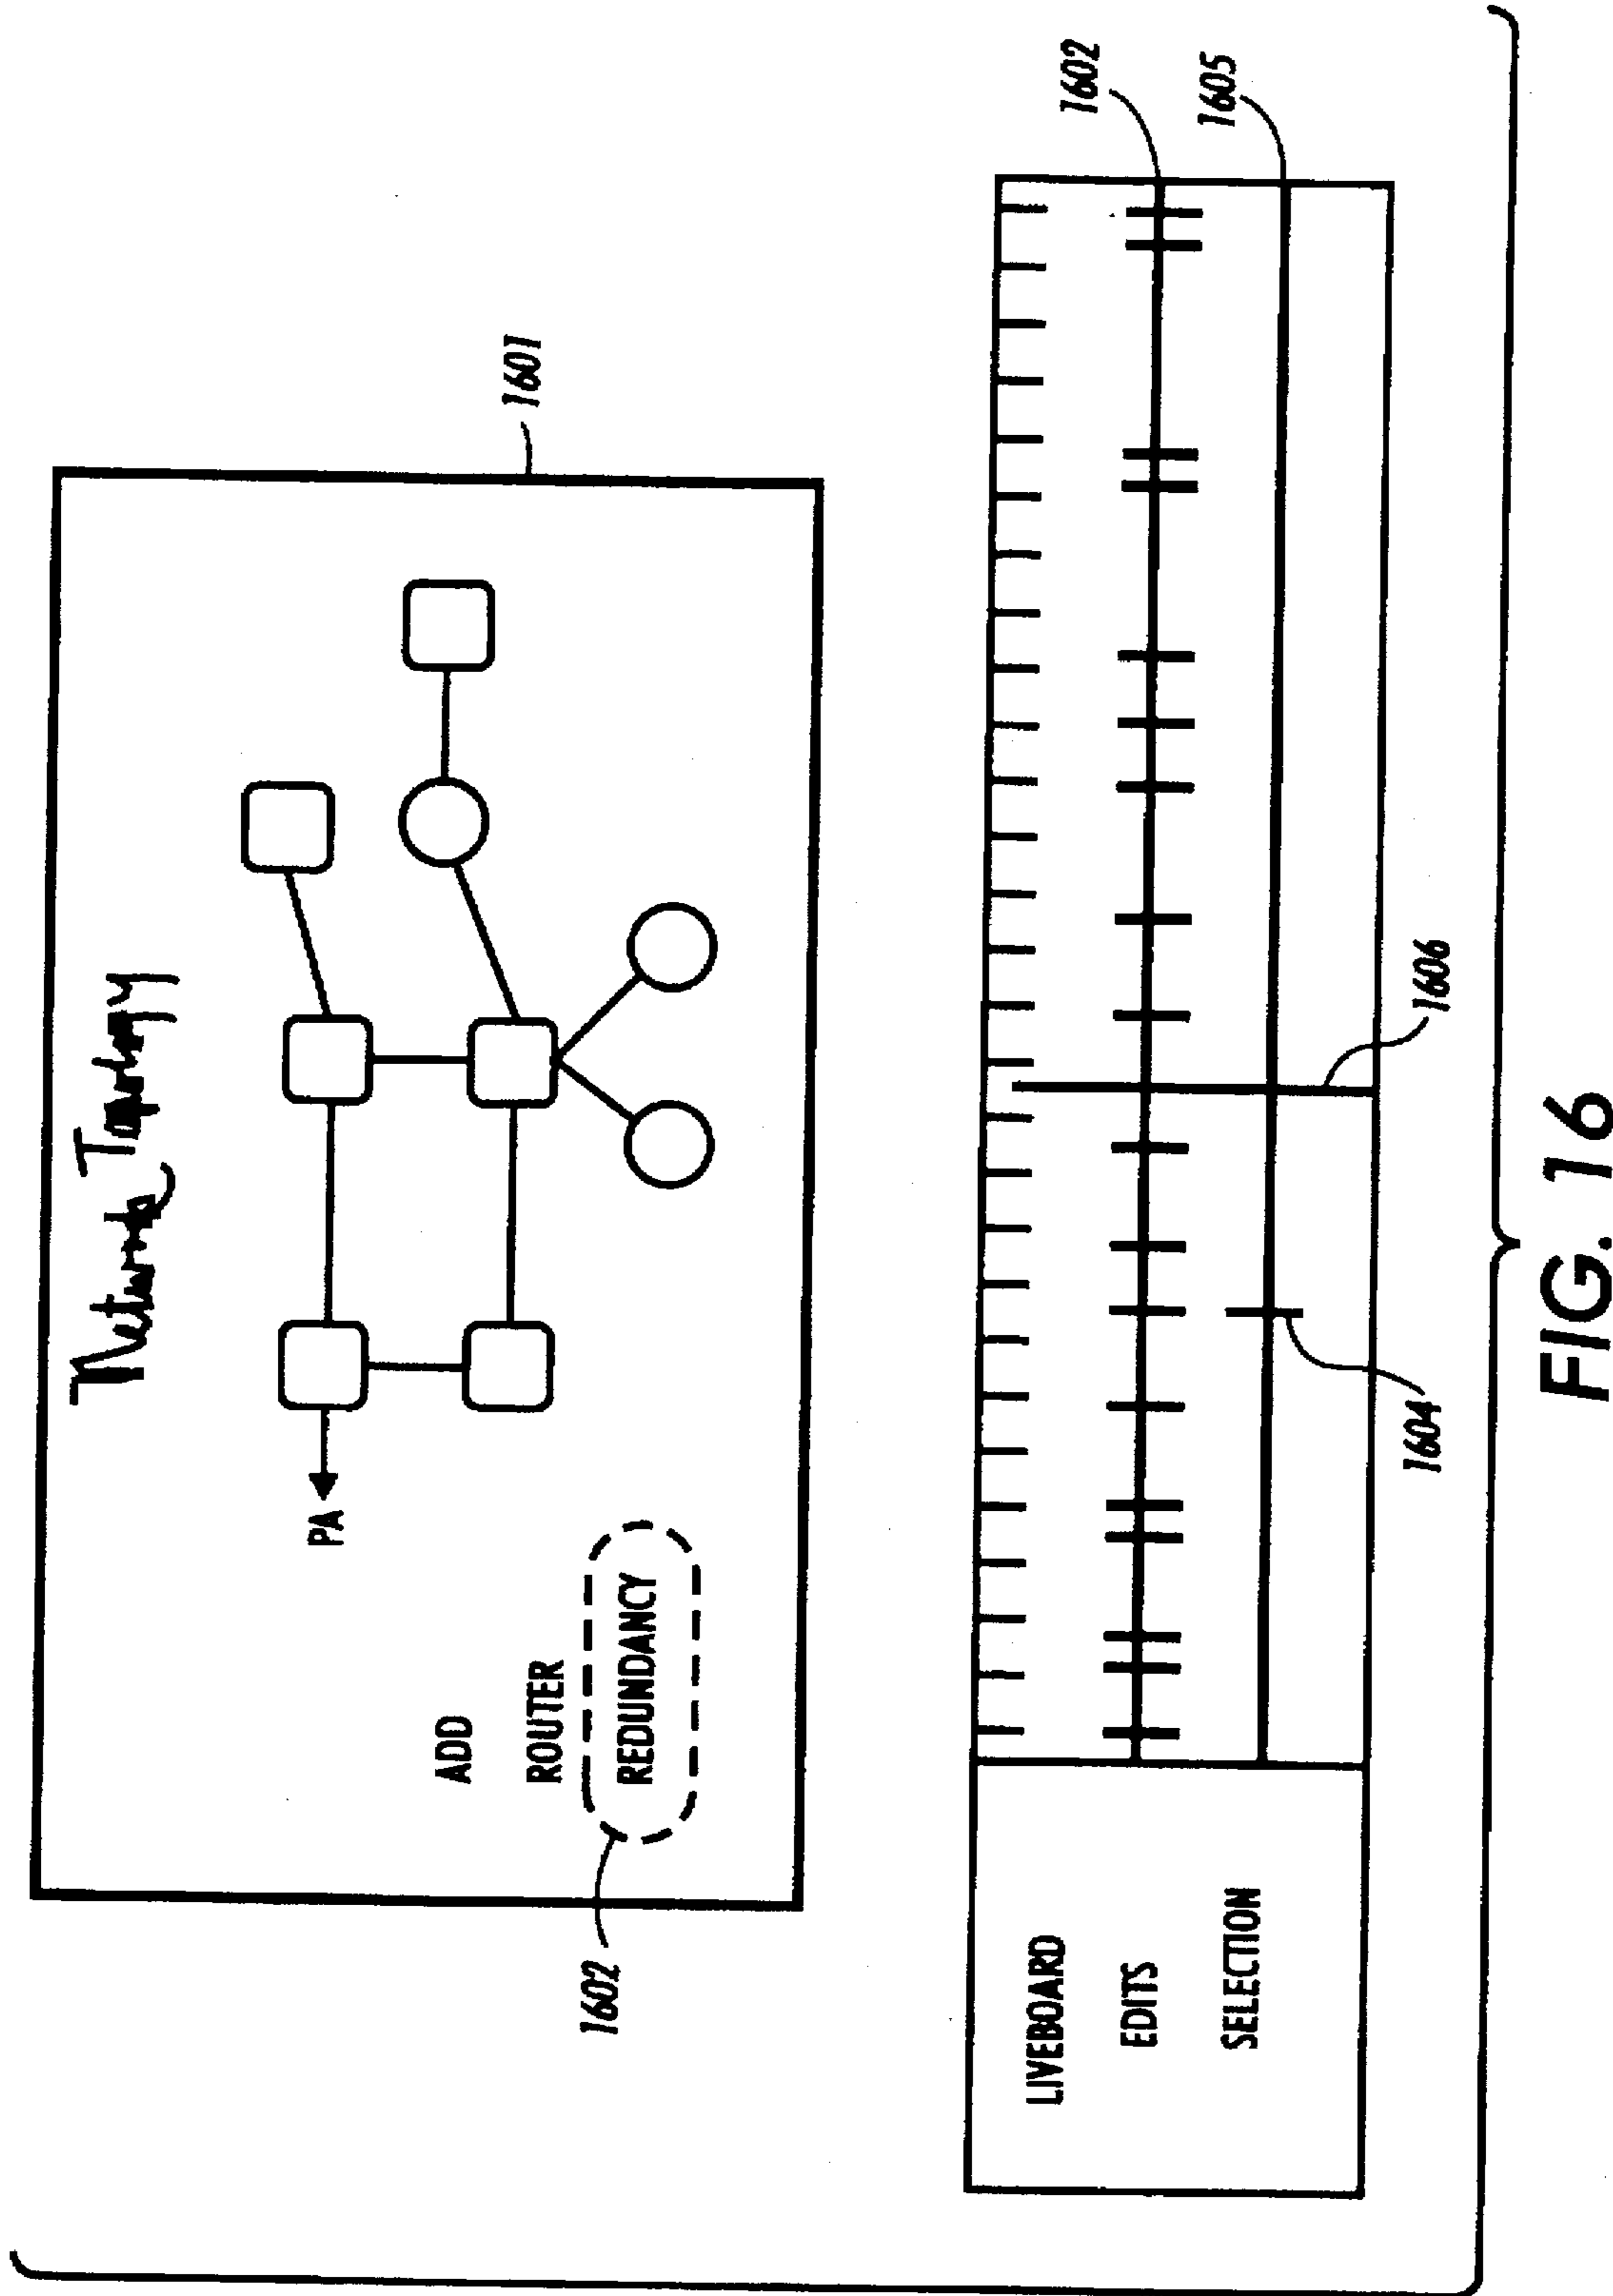 Network Topology
1601
PA
ADD
ROUTER
REDUNDANCY
1602
LIVEBOARD
EDITS
SELECTION
1602
1605
1604
1606
FIG. 16